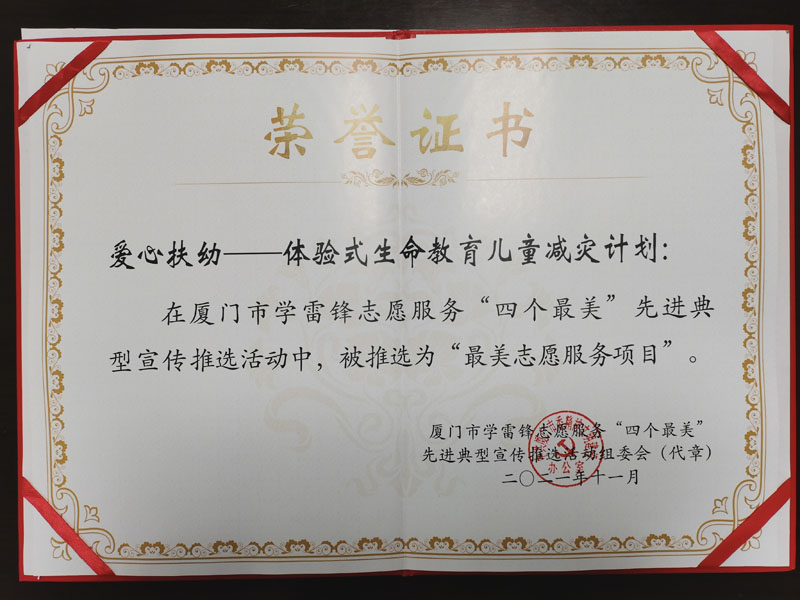 荣誉证书
爱心扶幼——体验式生命教育儿童减灾计划：
在厦门市学雷锋志愿服务“四个最美”先进典
型宣传推选活动中，被推选为“最美志愿服务项目”。
厦门市学雷锋志愿服务“四个最美”
先进典型宣传推选活动组委会（代章）
二〇二一年十一月
办公室